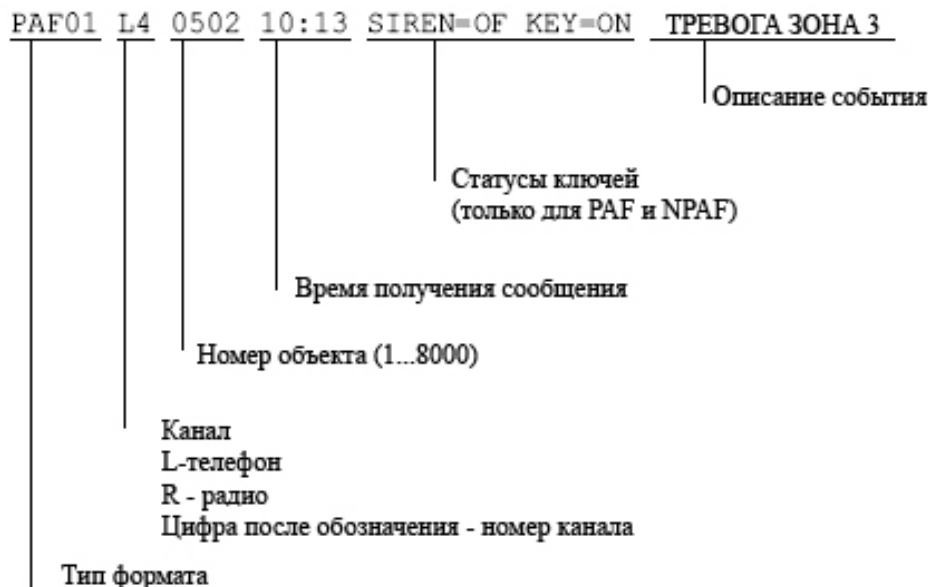 PAF01 L4 0502 10:13 SIREN=OF KEY=ON ТРЕВОГА ЗОНА 3
Описание события
Статусы ключей
(только для PAF и NPAF)
Время получения сообщения
Номер объекта (1...8000)
Канал
L-телефон
R - радио
Цифра после обозначения - номер канала
Тип формата